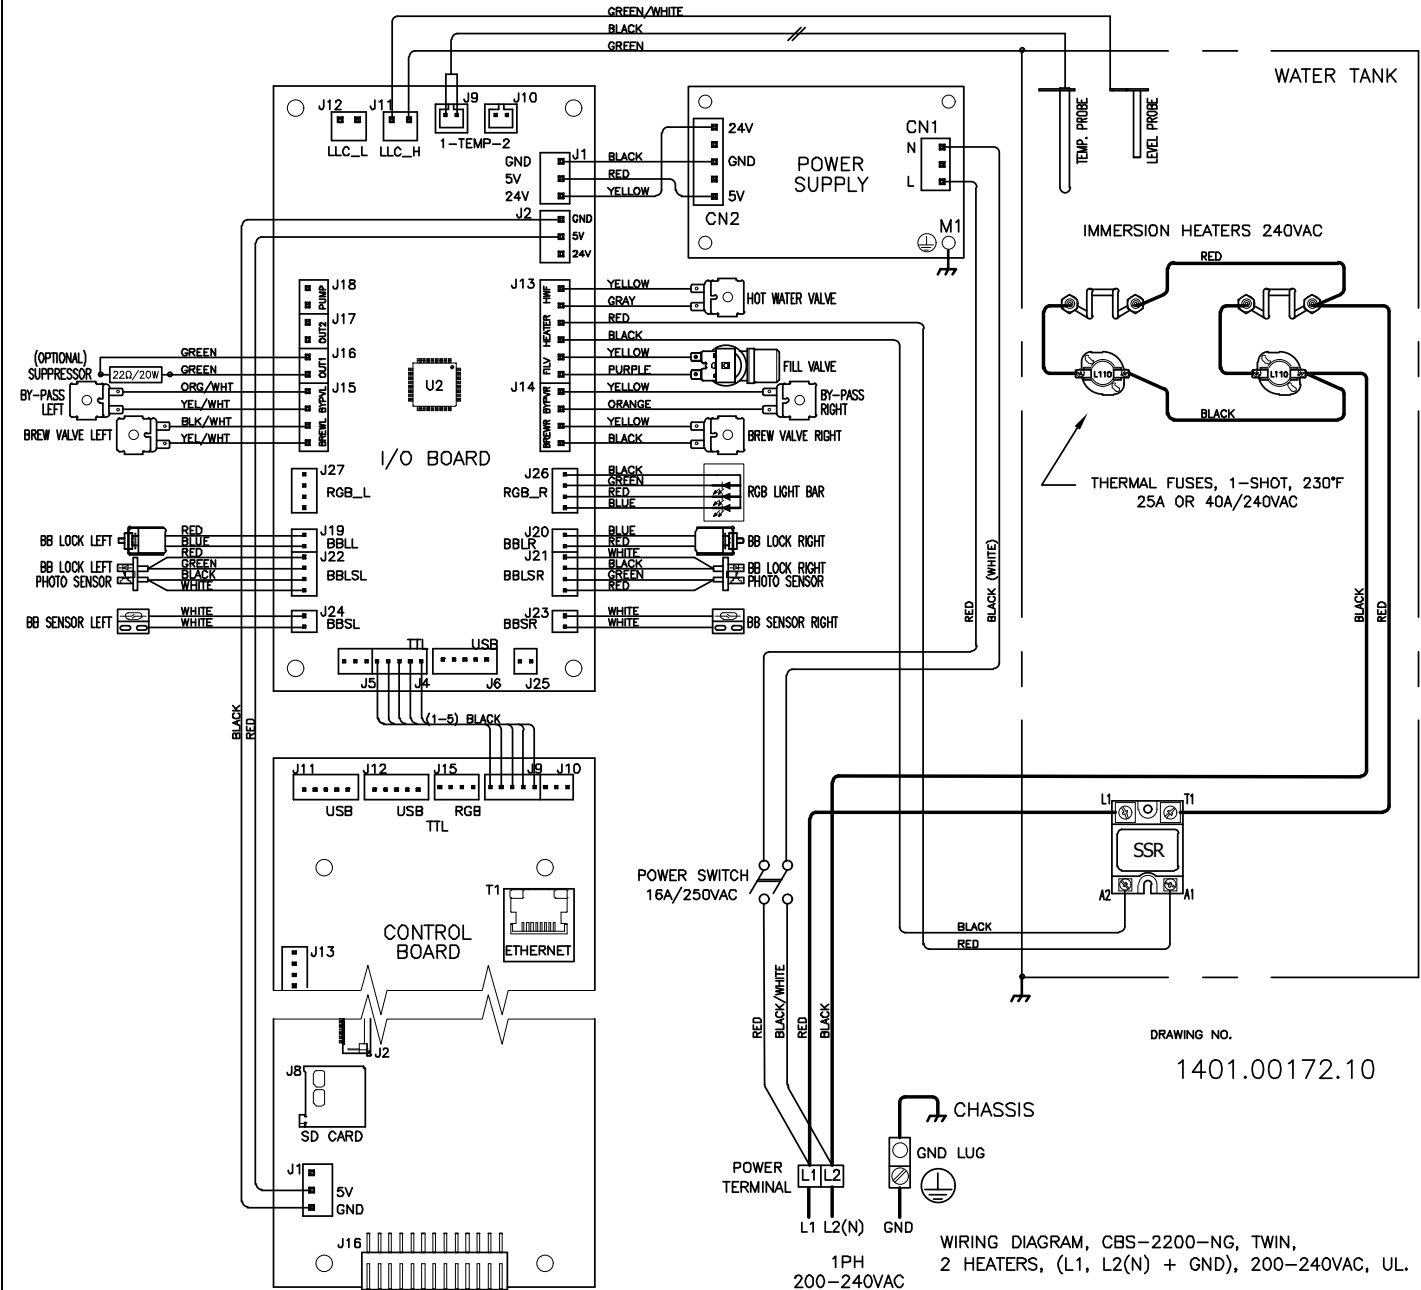 GREEN/WHITE
BLACK
GREEN
WATER TANK
J12
J11
J9
J10
LLC_L
LLC_H
1-TEMP-2
TEMP. PROBE
LEVEL PROBE
GND
5V
24V
J1
BLACK
RED
YELLOW
24V
GND
5V
CN2
POWER
SUPPLY
CN1
N
L
M1
J2
GND
5V
24V
IMMERSION HEATERS 240VAC
RED
L110
L110
BLACK
THERMAL FUSES, 1-SHOT, 230°F
25A OR 40A/240VAC
J18
PUMP
J17
OUT2
J16
OUT1
J15
BYPVL
BREWL
J13
HWF
HEATER
FILV
J14
BYPVR
BREWR
YELLOW
GRAY
HOT WATER VALVE
RED
BLACK
YELLOW
PURPLE
FILL VALVE
YELLOW
ORANGE
BY-PASS
RIGHT
YELLOW
BLACK
BREW VALVE RIGHT
(OPTIONAL)
SUPPRESSOR
22Ω/20W
GREEN
GREEN
BY-PASS
LEFT
ORG/WHT
YEL/WHT
BREW VALVE LEFT
BLK/WHT
YEL/WHT
U2
I/O BOARD
J27
RGB_L
J26
RGB_R
BLACK
GREEN
RED
BLUE
RGB LIGHT BAR
BB LOCK LEFT
RED
BLUE
J19
BBLL
BB LOCK LEFT
PHOTO SENSOR
RED
GREEN
BLACK
WHITE
J22
BBLSL
BB SENSOR LEFT
WHITE
WHITE
J24
BBSL
J20
BBLR
BLUE
RED
BB LOCK RIGHT
J21
BBLSR
WHITE
BLACK
GREEN
RED
BB LOCK RIGHT
PHOTO SENSOR
J23
BBSR
WHITE
WHITE
BB SENSOR RIGHT
TTL
USB
J5
J4
J6
J25
(1-5) BLACK
BLACK
RED
RED
BLACK (WHITE)
BLACK
RED
J11
J12
J15
J9
J10
USB
USB
RGB
TTL
T1
ETHERNET
CONTROL
BOARD
J13
POWER SWITCH
16A/250VAC
L1
T1
SSR
A2
A1
BLACK
RED
RED
BLACK/WHITE
RED
BLACK
J2
J8
SD CARD
J1
5V
GND
J16
DRAWING NO.
1401.00172.10
CHASSIS
GND LUG
POWER
TERMINAL
L1
L2
L1
L2(N)
GND
1PH
200-240VAC
WIRING DIAGRAM, CBS-2200-NG, TWIN,
2 HEATERS, (L1, L2(N) + GND), 200-240VAC, UL.